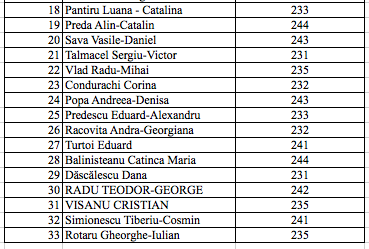 18 Pantiru Luana - Catalina 233
19 Preda Alin-Catalin 244
20 Sava Vasile-Daniel 243
21 Talmacel Sergiu-Victor 231
22 Vlad Radu-Mihai 235
23 Condurachi Corina 232
24 Popa Andreea-Denisa 243
25 Predescu Eduard-Alexandru 233
26 Racovita Andra-Georgiana 232
27 Turtoi Eduard 241
28 Balinisteanu Catinca Maria 244
29 Dăscălescu Dana 231
30 RADU TEODOR-GEORGE 242
31 VISANU CRISTIAN 235
32 Simionescu Tiberiu-Cosmin 241
33 Rotaru Gheorghe-Iulian 235